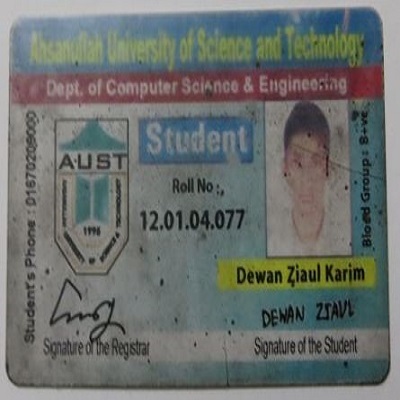 Ahsanullah University of Science and Technology
Dept. of Computer Science & Engineering
Student
Roll No :,
12.01.04.077
AUST
1995
Student's Phone : 01670208000
Blood Group : B+ve
Dewan Ziaul Karim
DEWAN ZIAUL
Signature of the Registrar
Signature of the Student